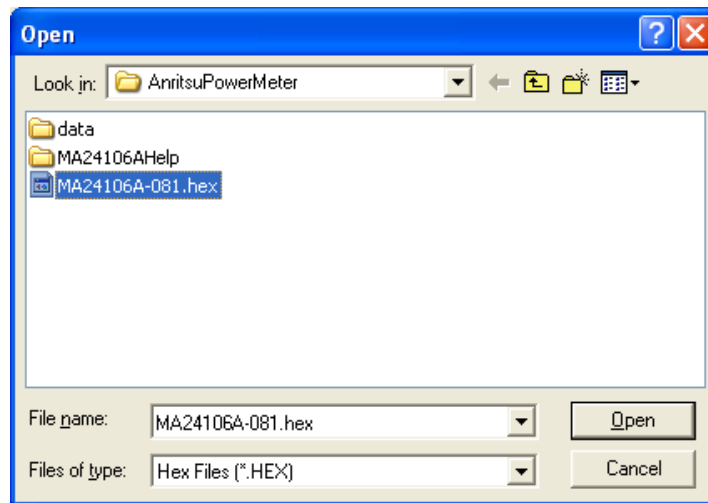 Open
Look in: AnritsuPowerMeter
data
MA24106AHelp
MA24106A-081.hex
File name: MA24106A-081.hex Open
Files of type: Hex Files (*.HEX) Cancel